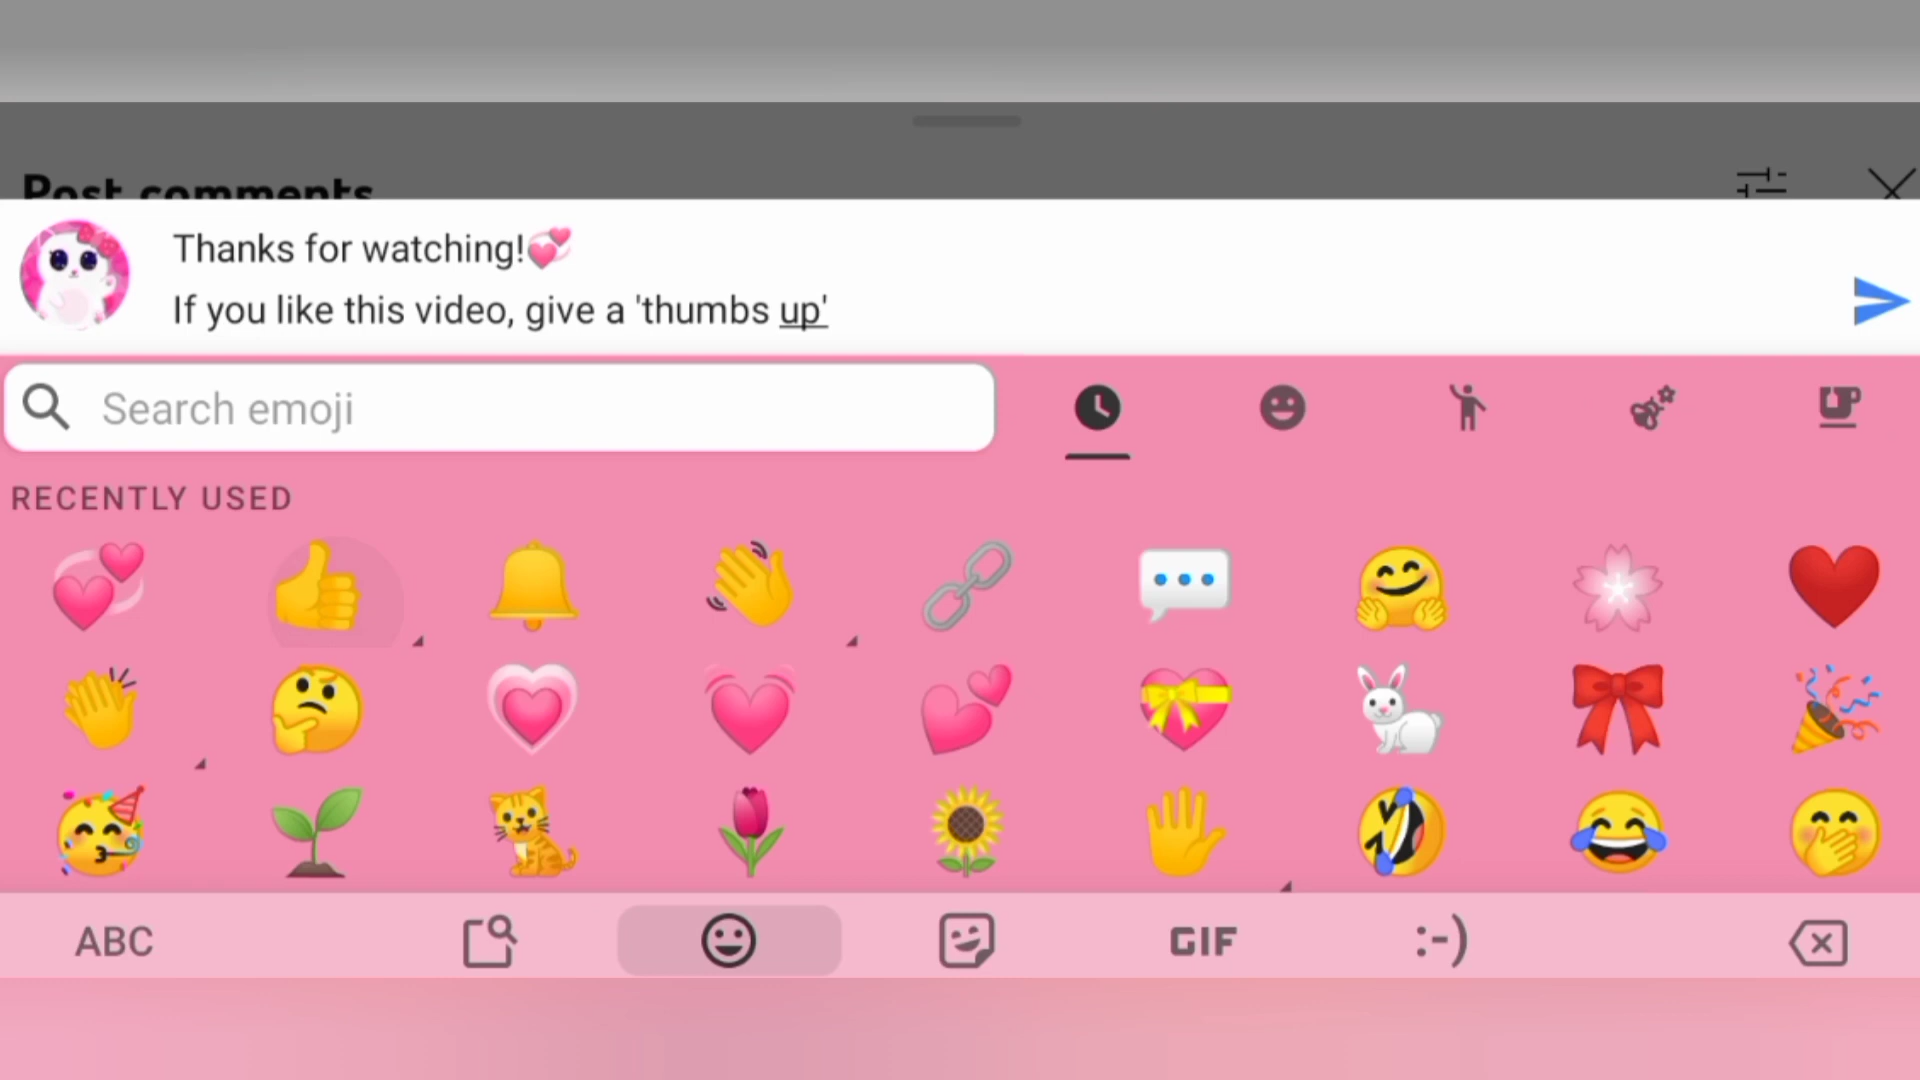 Post comments
Thanks for watching!💞
If you like this video, give a 'thumbs up'
Search emoji
RECENTLY USED
ABC
GIF
:-)